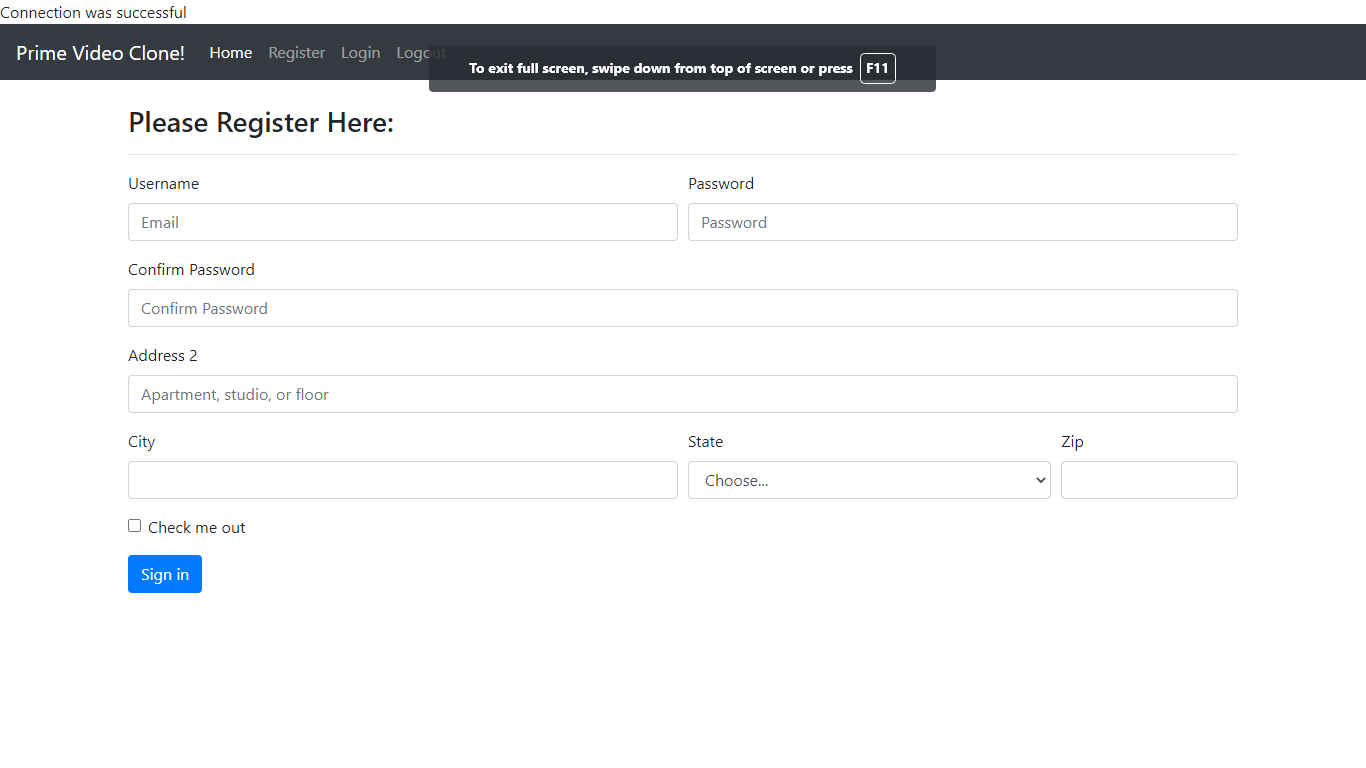 Connection was successful
Prime Video Clone! Home Register Login Logout
To exit full screen, swipe down from top of screen or press F11
Please Register Here:
Username Password
Email Password
Confirm Password
Confirm Password
Address 2
Apartment, studio, or floor
City State Zip
Choose...
Check me out
Sign in